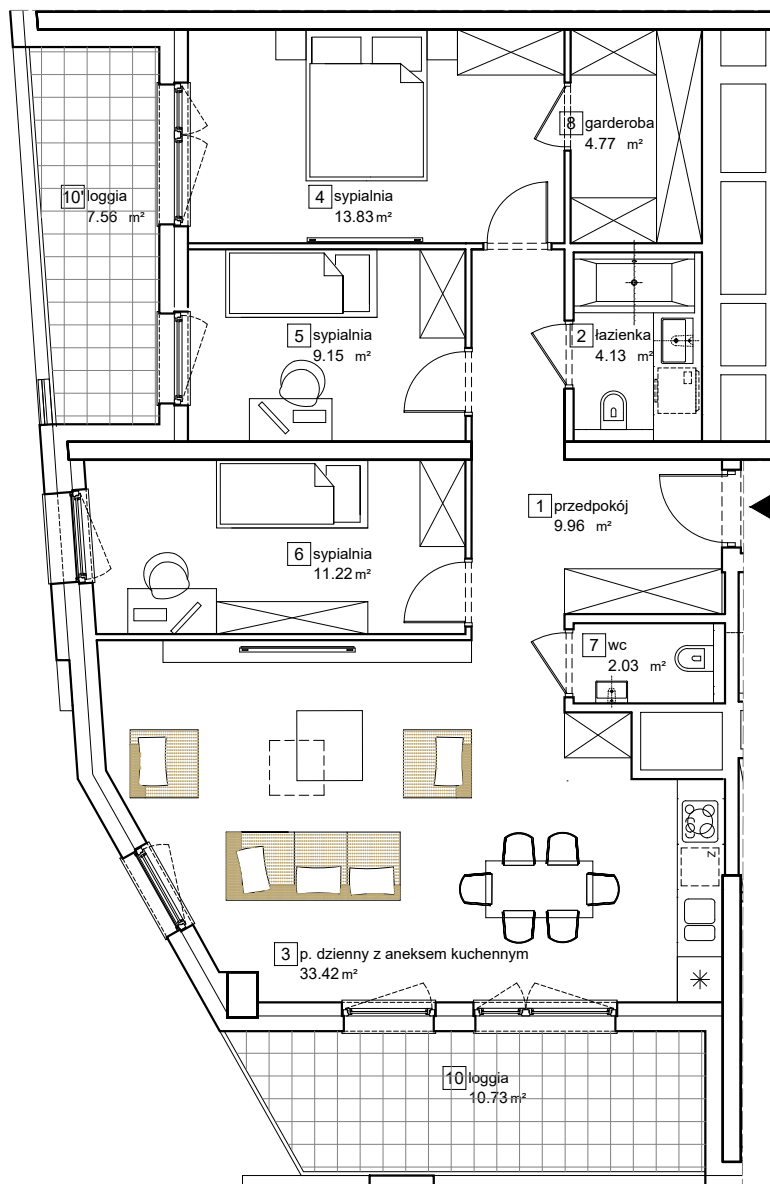 8 garderoba
4.77 m²
10' loggia
7.56 m²
4 sypialnia
13.83 m²
5 sypialnia
9.15 m²
2 łazienka
4.13 m²
1 przedpokój
9.96 m²
6 sypialnia
11.22 m²
7 wc
2.03 m²
Z
3 p. dzienny z aneksem kuchennym
33.42 m²
10 loggia
10.73 m²